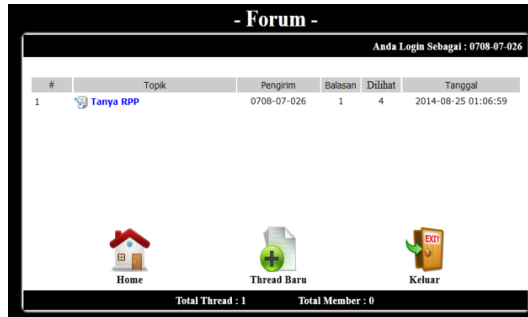 - Forum -
Anda Login Sebagai : 0708-07-026
# Topik Pengirim Balasan Dilihat Tanggal
1 Tanya RPP 0708-07-026 1 4 2014-08-25 01:06:59
EXIT
Home Thread Baru Keluar
Total Thread : 1 Total Member : 0